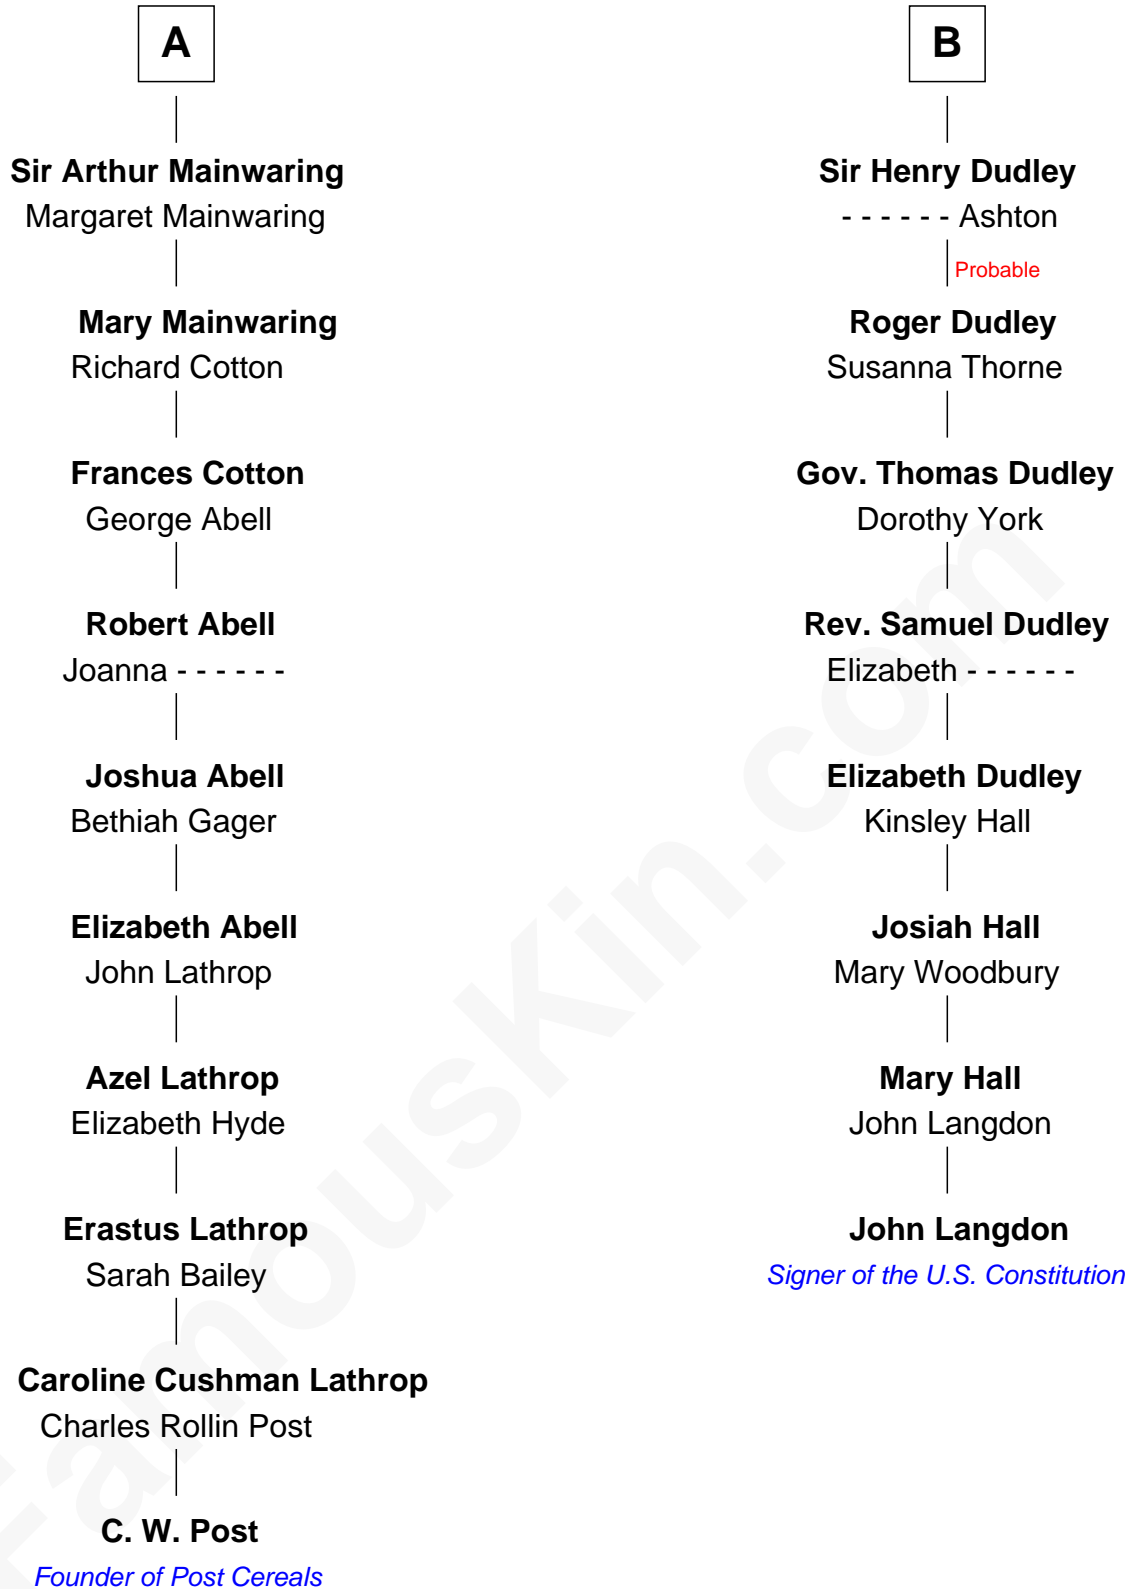 A
Sir Arthur Mainwaring
Margaret Mainwaring
Mary Mainwaring
Richard Cotton
Frances Cotton
George Abell
Robert Abell
Joanna - - - - - -
Joshua Abell
Bethiah Gager
Elizabeth Abell
John Lathrop
Azel Lathrop
Elizabeth Hyde
Erastus Lathrop
Sarah Bailey
Caroline Cushman Lathrop
Charles Rollin Post
C. W. Post
Founder of Post Cereals
B
Sir Henry Dudley
- - - - - - Ashton
Probable
Roger Dudley
Susanna Thorne
Gov. Thomas Dudley
Dorothy York
Rev. Samuel Dudley
Elizabeth - - - - - -
Elizabeth Dudley
Kinsley Hall
Josiah Hall
Mary Woodbury
Mary Hall
John Langdon
John Langdon
Signer of the U.S. Constitution
FamousKin.com